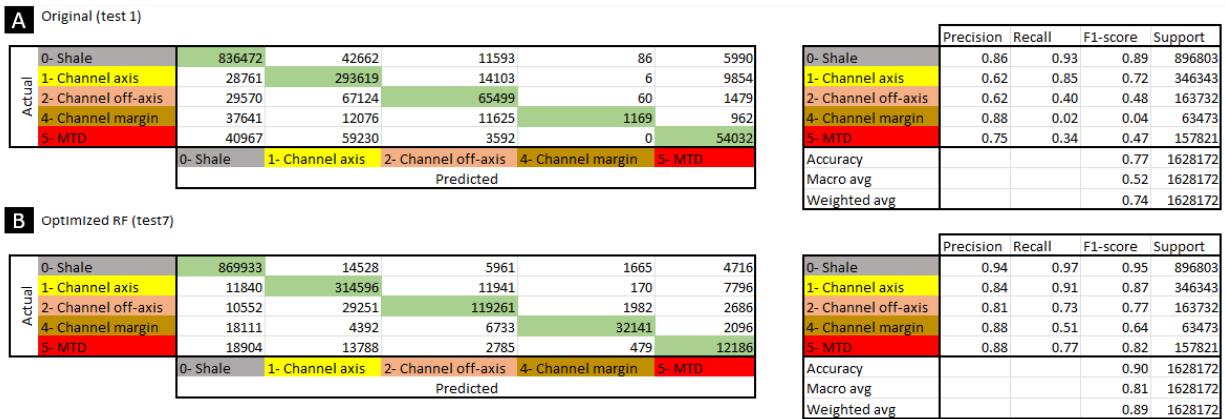 A Original (test 1)
Precision Recall F1-score Support
Actual
0- Shale 836472 42662 11593 86 5990
1- Channel axis 28761 293619 14103 6 9854
2- Channel off-axis 29570 67124 65499 60 1479
4- Channel margin 37641 12076 11625 1169 962
5- MTD 40967 59230 3592 0 54032
0- Shale 1- Channel axis 2- Channel off-axis 4- Channel margin 5- MTD
Predicted
0- Shale 0.86 0.93 0.89 896803
1- Channel axis 0.62 0.85 0.72 346343
2- Channel off-axis 0.62 0.40 0.48 163732
4- Channel margin 0.88 0.02 0.04 63473
5- MTD 0.75 0.34 0.47 157821
Accuracy 0.77 1628172
Macro avg 0.52 1628172
Weighted avg 0.74 1628172
B Optimized RF (test7)
Precision Recall F1-score Support
Actual
0- Shale 869933 14528 5961 1665 4716
1- Channel axis 11840 314596 11941 170 7796
2- Channel off-axis 10552 29251 119261 1982 2686
4- Channel margin 18111 4392 6733 32141 2096
5- MTD 18904 13788 2785 479 12186
0- Shale 1- Channel axis 2- Channel off-axis 4- Channel margin 5- MTD
Predicted
0- Shale 0.94 0.97 0.95 896803
1- Channel axis 0.84 0.91 0.87 346343
2- Channel off-axis 0.81 0.73 0.77 163732
4- Channel margin 0.88 0.51 0.64 63473
5- MTD 0.88 0.77 0.82 157821
Accuracy 0.90 1628172
Macro avg 0.81 1628172
Weighted avg 0.89 1628172